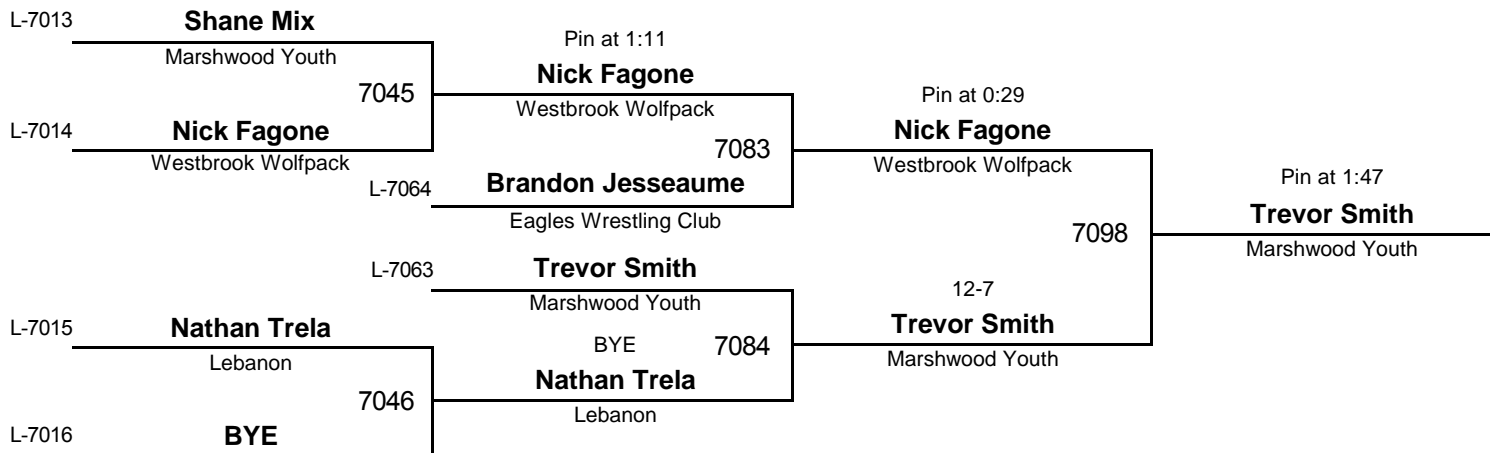 L-7013
Shane Mix
Marshwood Youth
7045
L-7014
Nick Fagone
Westbrook Wolfpack
Pin at 1:11
Nick Fagone
Westbrook Wolfpack
7083
L-7064
Brandon Jesseaume
Eagles Wrestling Club
Pin at 0:29
Nick Fagone
Westbrook Wolfpack
7098
Pin at 1:47
Trevor Smith
Marshwood Youth
L-7063
Trevor Smith
Marshwood Youth
7084
12-7
Trevor Smith
Marshwood Youth
L-7015
Nathan Trela
Lebanon
7046
BYE
Nathan Trela
Lebanon
L-7016
BYE